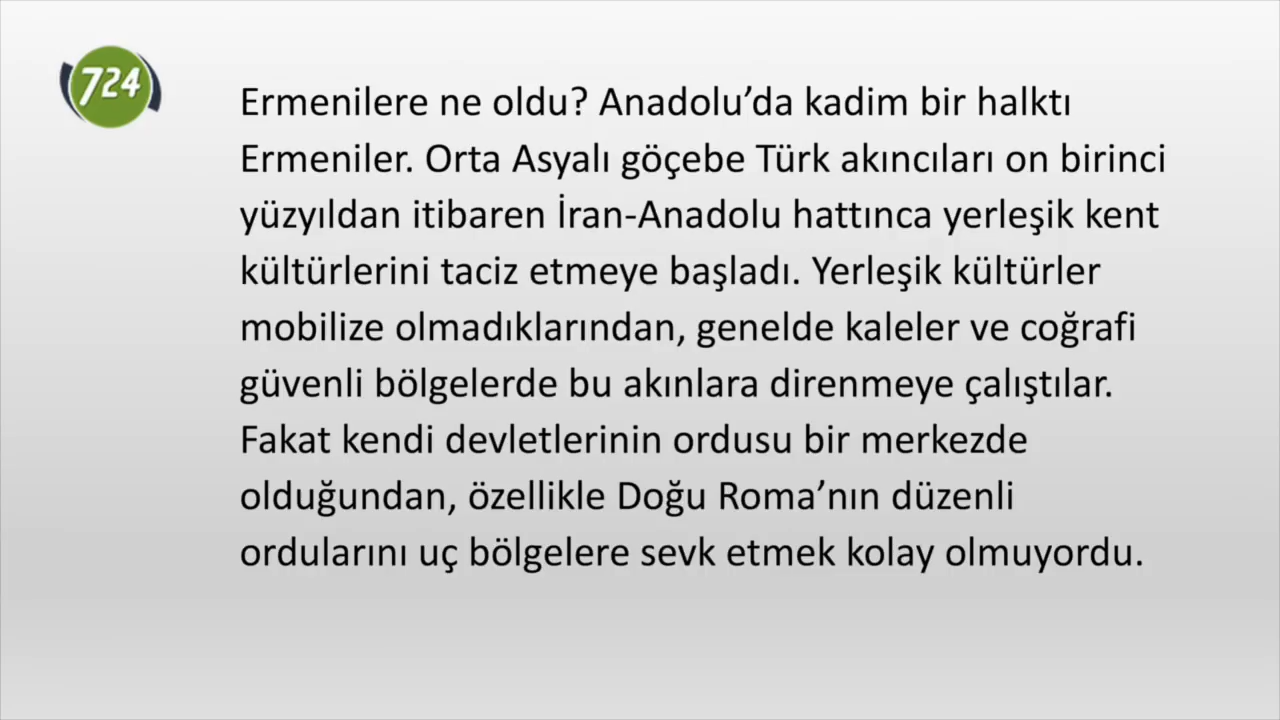 724
Ermenilere ne oldu? Anadolu’da kadim bir halktı
Ermeniler. Orta Asyalı göçebe Türk akıncıları on birinci
yüzyıldan itibaren İran-Anadolu hattınca yerleşik kent
kültürlerini taciz etmeye başladı. Yerleşik kültürler
mobilize olmadıklarından, genelde kaleler ve coğrafi
güvenli bölgelerde bu akınlara direnmeye çalıştılar.
Fakat kendi devletlerinin ordusu bir merkezde
olduğundan, özellikle Doğu Roma’nın düzenli
ordularını uç bölgelere sevk etmek kolay olmuyordu.